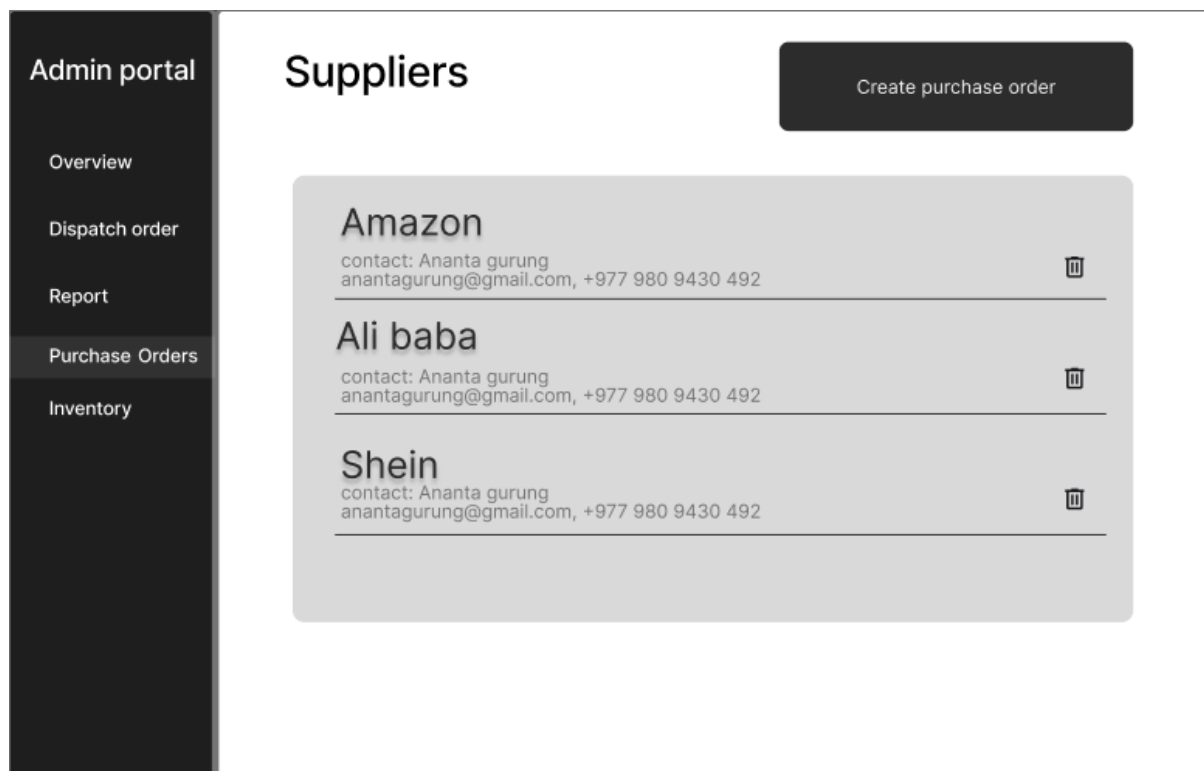 Admin portal
Overview
Dispatch order
Report
Purchase Orders
Inventory
Suppliers
Create purchase order
Amazon
contact: Ananta gurung
anantagurung@gmail.com, +977 980 9430 492
Ali baba
contact: Ananta gurung
anantagurung@gmail.com, +977 980 9430 492
Shein
contact: Ananta gurung
anantagurung@gmail.com, +977 980 9430 492